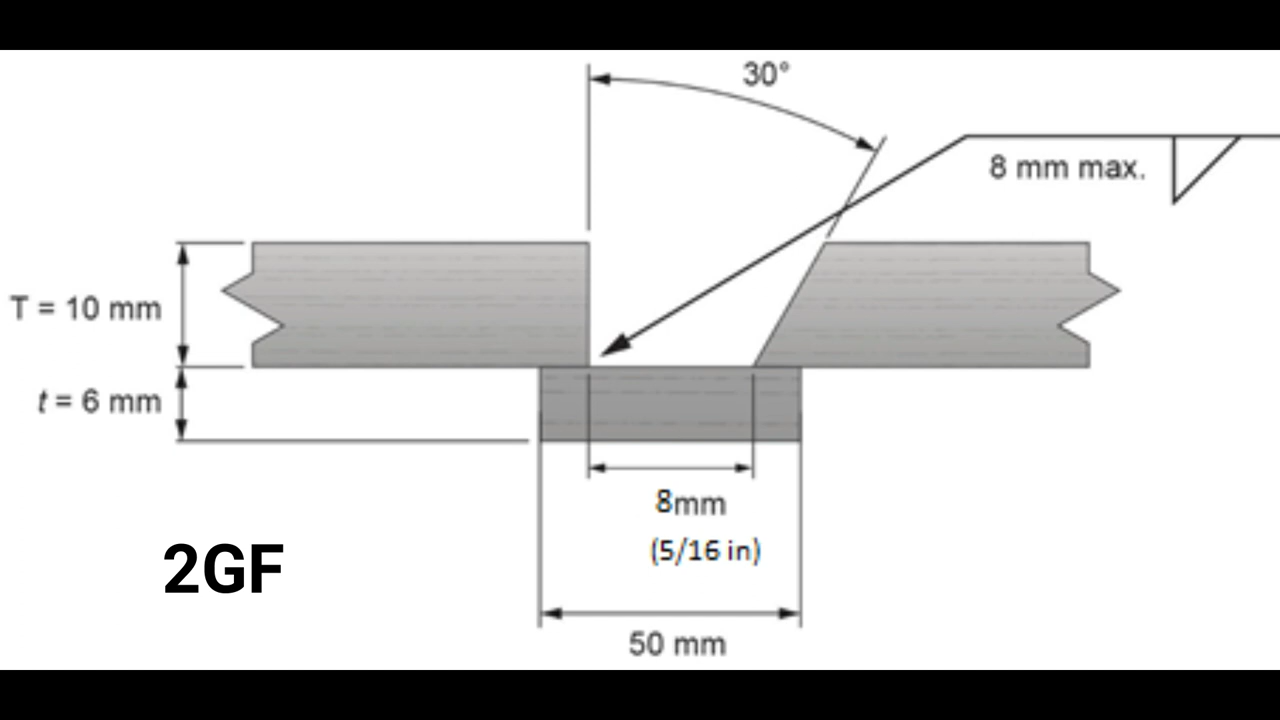 30°
8 mm max.
T = 10 mm
t = 6 mm
8mm
(5/16 in)
2GF
50 mm